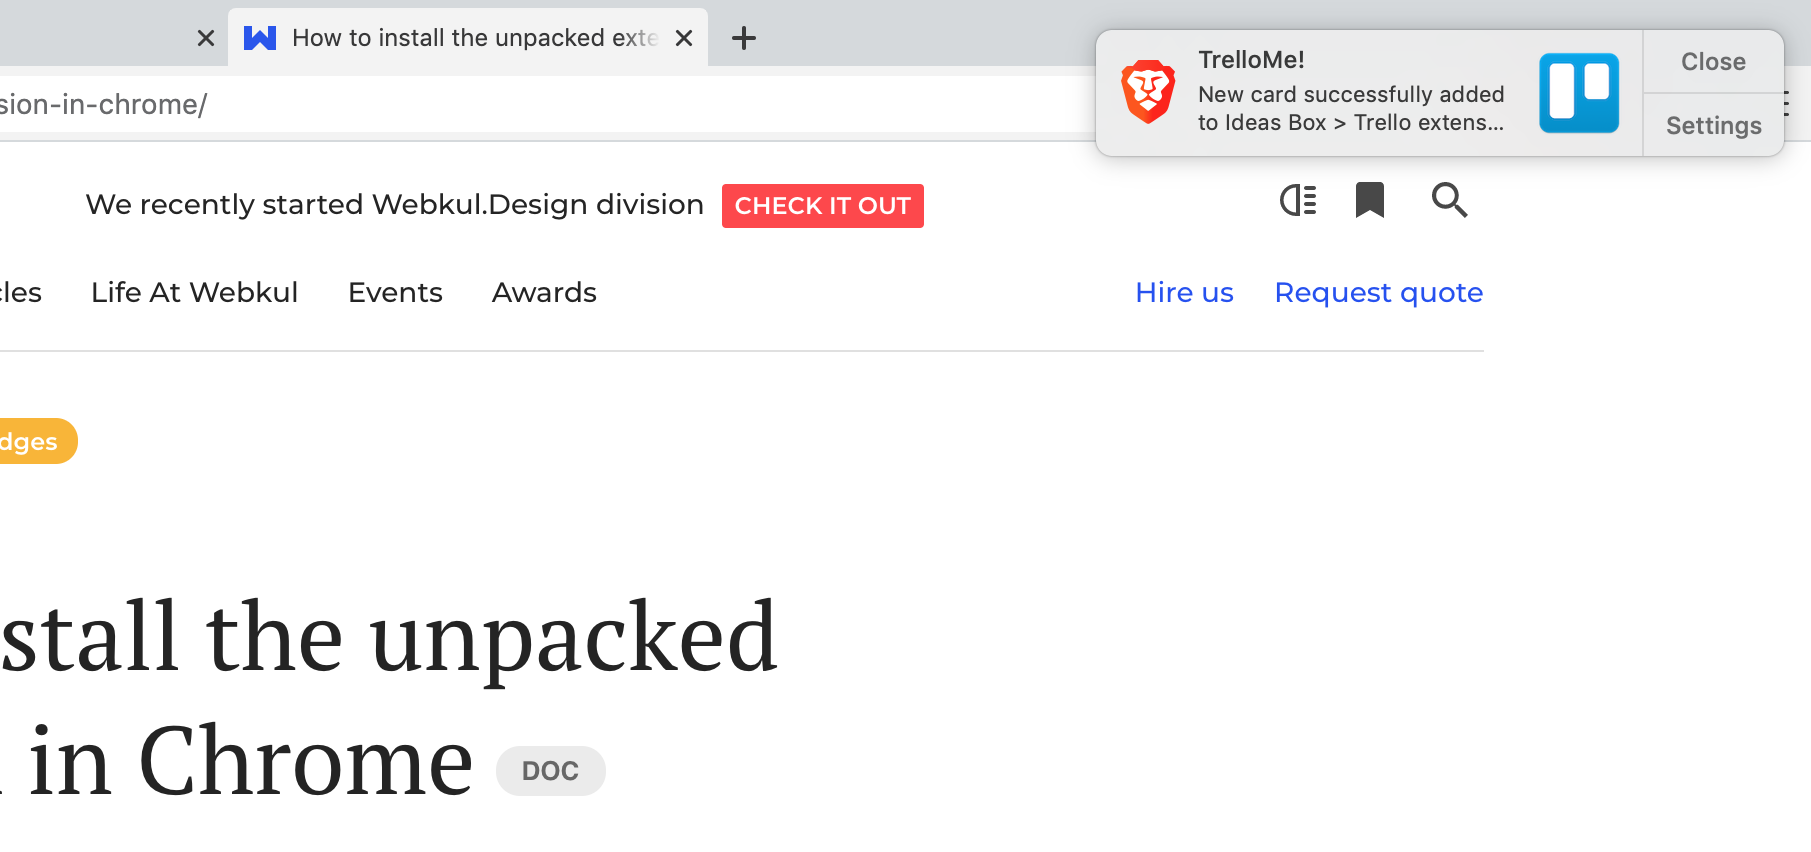 How to install the unpacked exte
sion-in-chrome/
TrelloMe!
New card successfully added
to Ideas Box > Trello extens...
Close
Settings
We recently started Webkul.Design division
CHECK IT OUT
cles
Life At Webkul
Events
Awards
Hire us
Request quote
dges
stall the unpacked
in Chrome
DOC